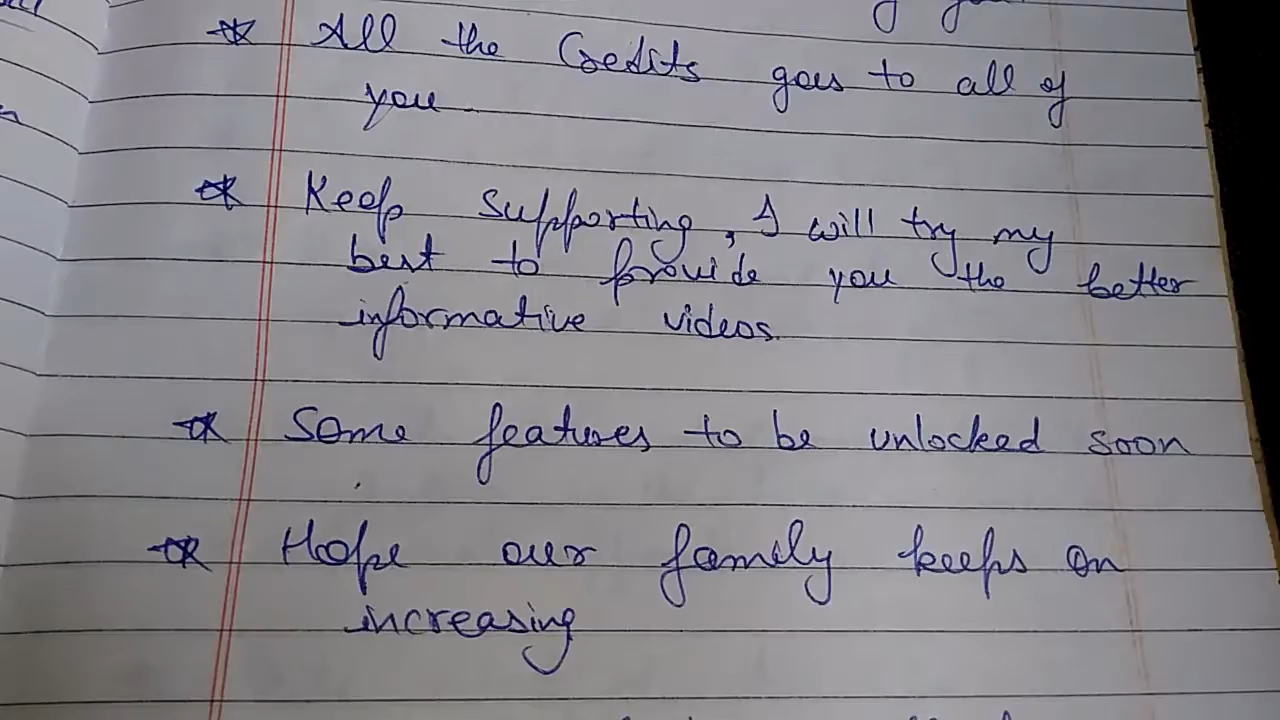 * All the Credits goes to all of
you.
* Keep supporting, I will try my
best to provide you the better
informative videos.
* Some features to be unlocked soon
* Hope our family keeps on
increasing